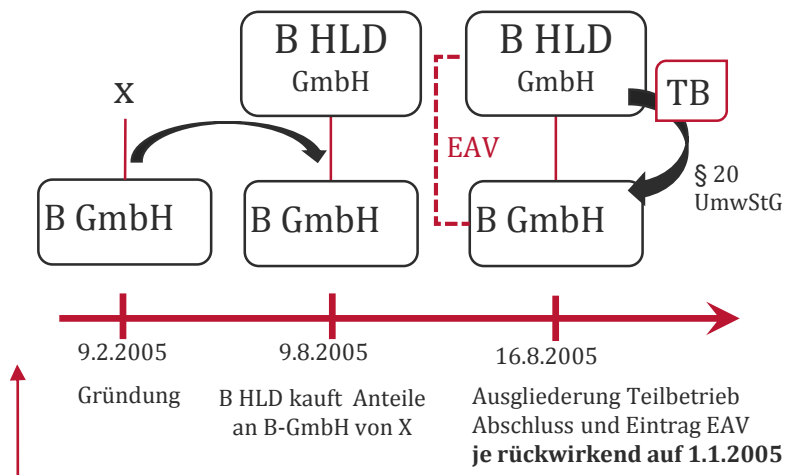 X
B GmbH
B HLD
GmbH
B GmbH
B HLD
GmbH
TB
EAV
§ 20
UmwStG
B GmbH
9.2.2005
Gründung
9.8.2005
B HLD kauft Anteile
an B-GmbH von X
16.8.2005
Ausgliederung Teilbetrieb
Abschluss und Eintrag EAV
je rückwirkend auf 1.1.2005